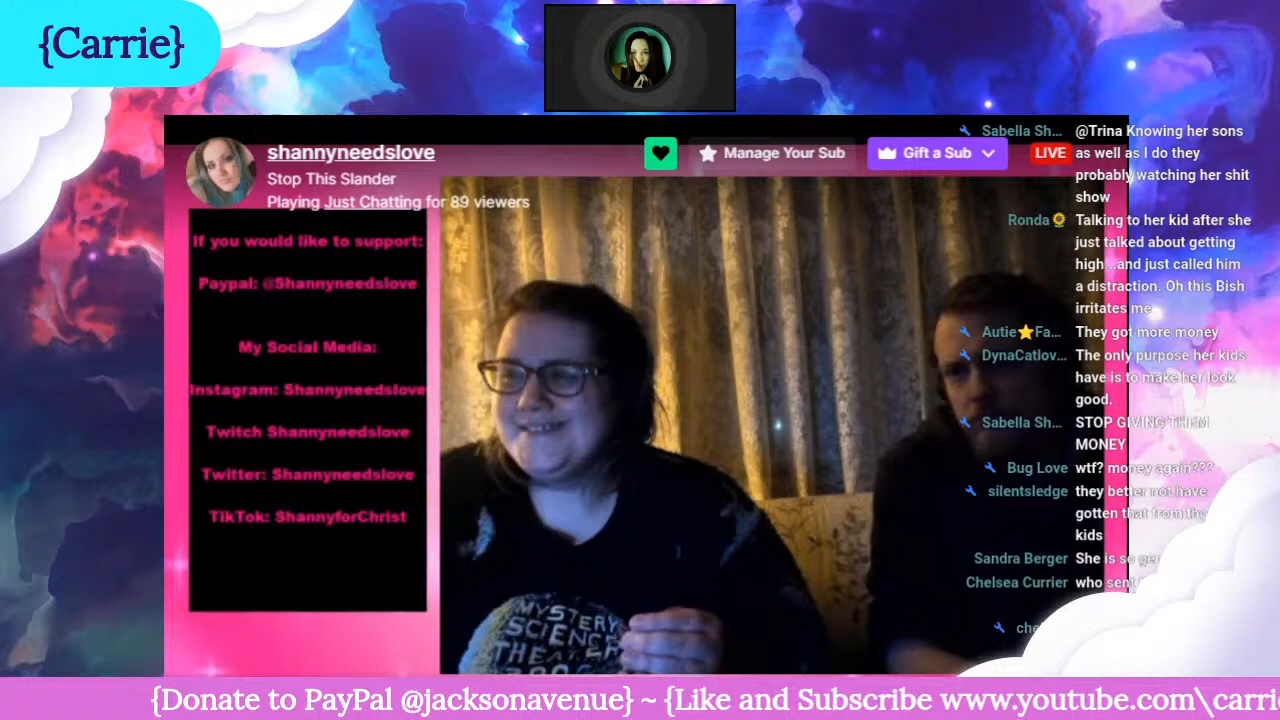 {Carrie}
shannyneedslove
Stop This Slander
Playing Just Chatting for 89 viewers
Manage Your Sub
Gift a Sub
LIVE
If you would like to support:
Paypal: @Shannyneedslove
My Social Media:
Instagram: Shannyneedslove
Twitch Shannyneedslove
Twitter: Shannyneedslove
TikTok: ShannyforChrist
MYSTERY
SCIENCE
THEATER
Sabella Sh... @Trina Knowing her sons
as well as I do they
probably watching her shit
show
Ronda🌻 Talking to her kid after she
just talked about getting
high...and just called him
a distraction. Oh this Bish
irritates me
Autie⭐Fa... They got more money
DynaCatlov... The only purpose her kids
have is to make her look
good.
Sabella Sh... STOP GIVING THEM
MONEY
Bug Love wtf? money again???
silentsledge they better not have
gotten that from the
kids
Sandra Berger She is so
Chelsea Currier who sent
{Donate to PayPal @jacksonavenue} ~ {Like and Subscribe www.youtube.com\carri